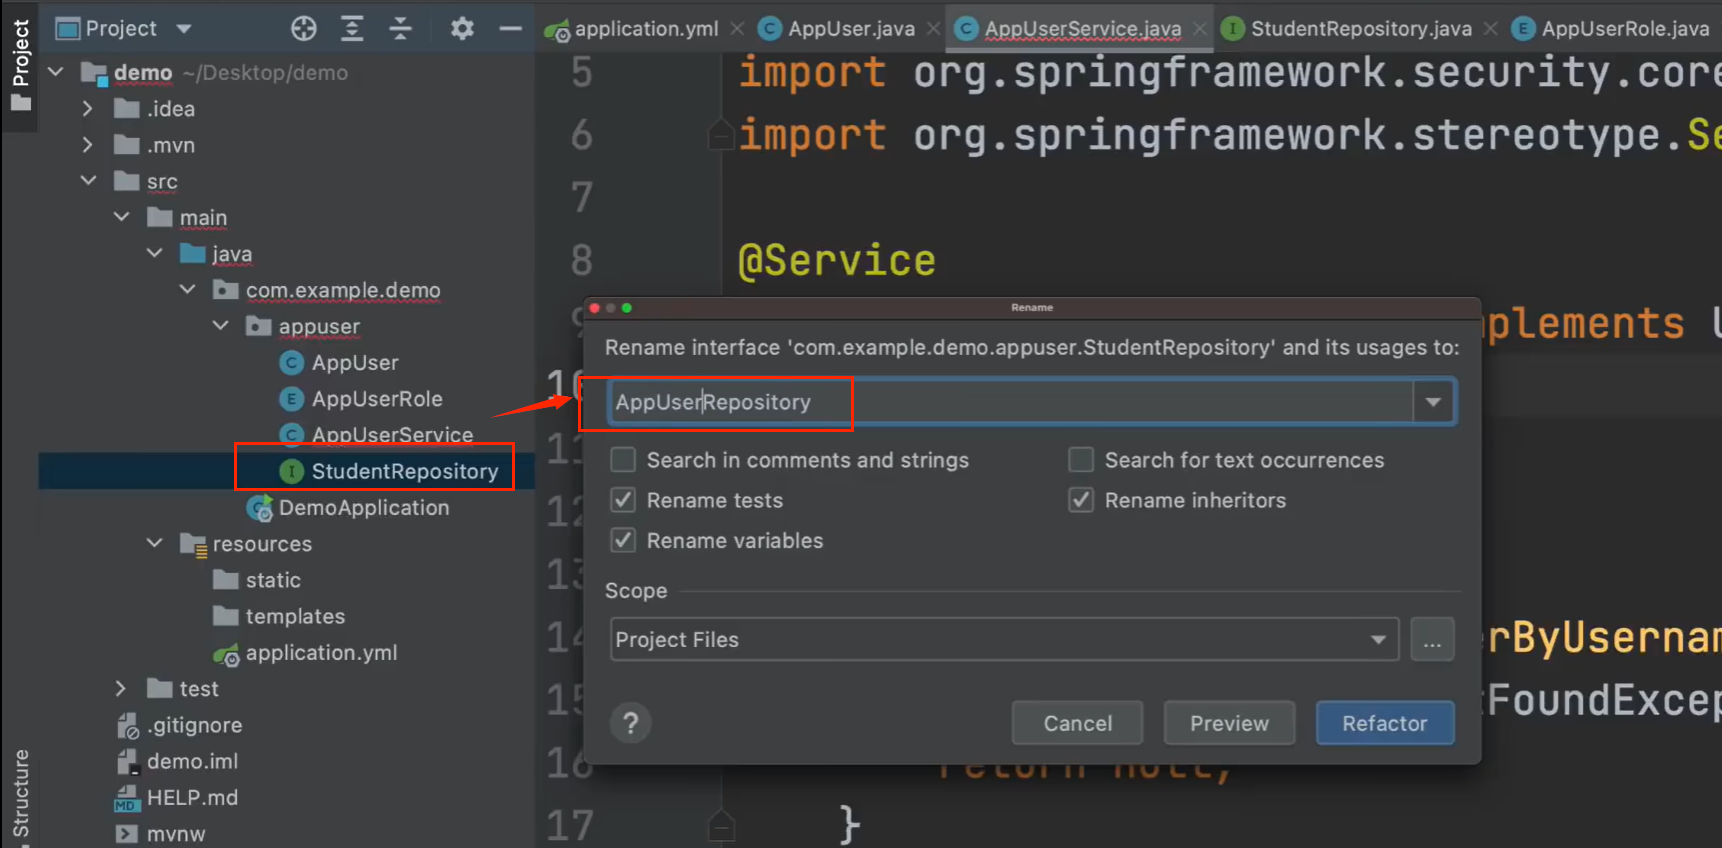 Project
Structure
Project
demo ~/Desktop/demo
.idea
.mvn
src
main
java
com.example.demo
appuser
AppUser
AppUserRole
AppUserService
StudentRepository
DemoApplication
resources
static
templates
application.yml
test
.gitignore
demo.iml
HELP.md
mvnw
application.yml
AppUser.java
AppUserService.java
StudentRepository.java
AppUserRole.java
5 import org.springframework.security.core
6 import org.springframework.stereotype.Se
7
8 @Service
9 mplements U
10
11
12
13
14 erByUsernam
15 tFoundExcep
16 return null;
17 }
Rename
Rename interface 'com.example.demo.appuser.StudentRepository' and its usages to:
AppUserRepository
Search in comments and strings
Search for text occurrences
Rename tests
Rename inheritors
Rename variables
Scope
Project Files
...
?
Cancel
Preview
Refactor